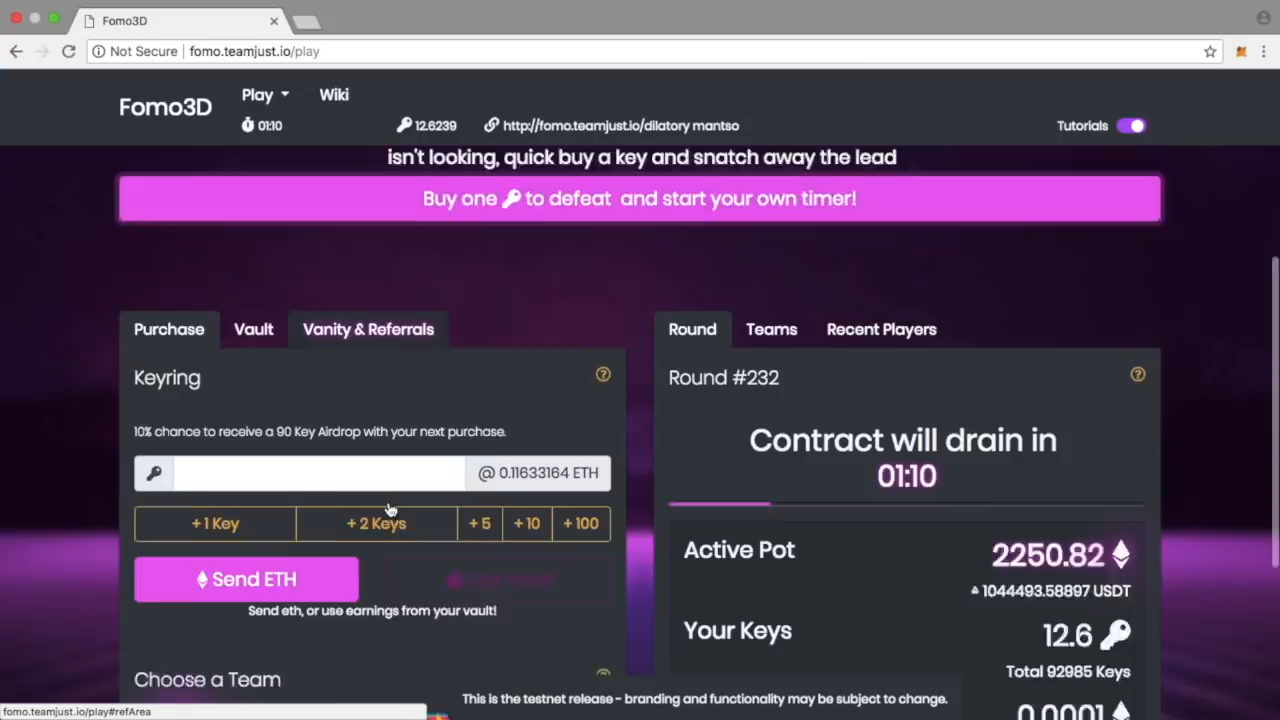 Fomo3D
Not Secure fomo.teamjust.io/play
Fomo3D
Play
Wiki
01:10
12.6239
http://fomo.teamjust.io/dilatory mantso
Tutorials
isn't looking, quick buy a key and snatch away the lead
Buy one to defeat and start your own timer!
Purchase
Vault
Vanity & Referrals
Keyring
10% chance to receive a 90 Key Airdrop with your next purchase.
@ 0.11633164 ETH
+ 1 Key
+ 2 Keys
+ 5
+ 10
+ 100
Send ETH
Send eth, or use earnings from your vault!
Choose a Team
Round
Teams
Recent Players
Round #232
Contract will drain in
01:10
Active Pot
2250.82
1044493.58897 USDT
Your Keys
12.6
Total 92985 Keys
0.0001
This is the testnet release - branding and functionality may be subject to change.
fomo.teamjust.io/play#refArea